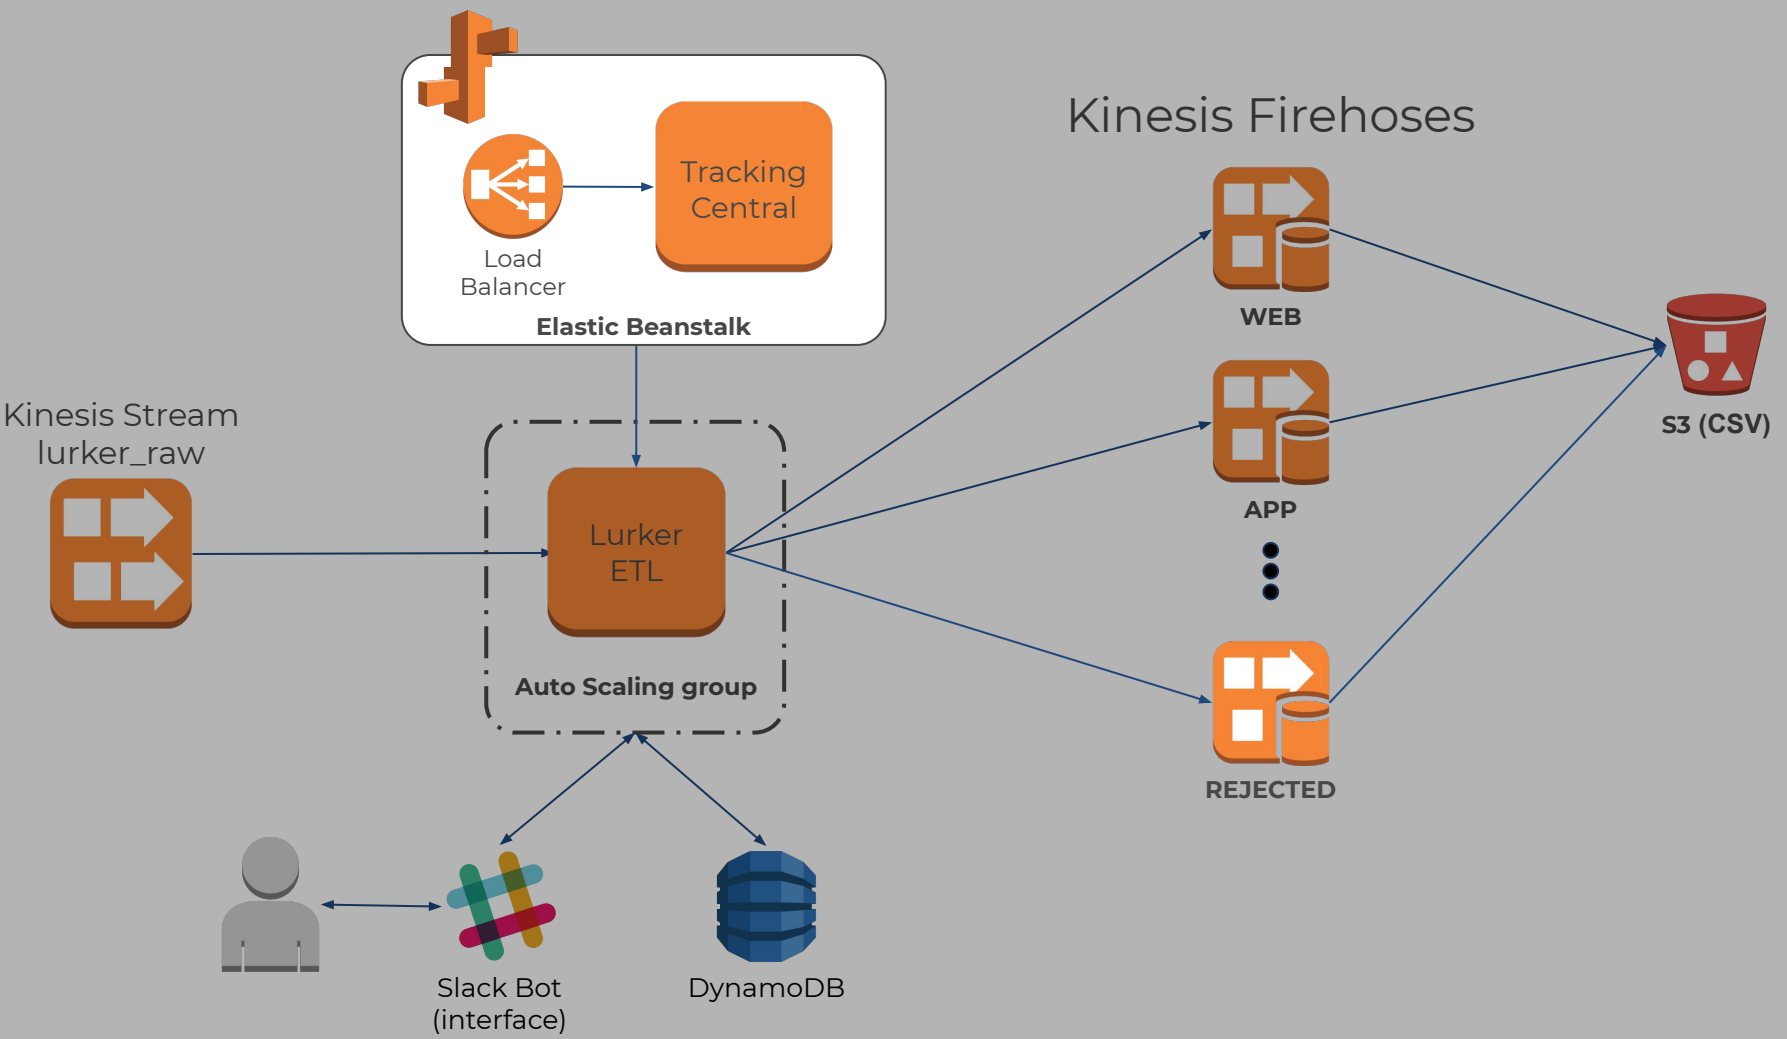 Kinesis Firehoses
Tracking
Central
Load
Balancer
Elastic Beanstalk
WEB
Kinesis Stream
lurker_raw
S3 (CSV)
APP
Lurker
ETL
Auto Scaling group
REJECTED
Slack Bot
(interface)
DynamoDB